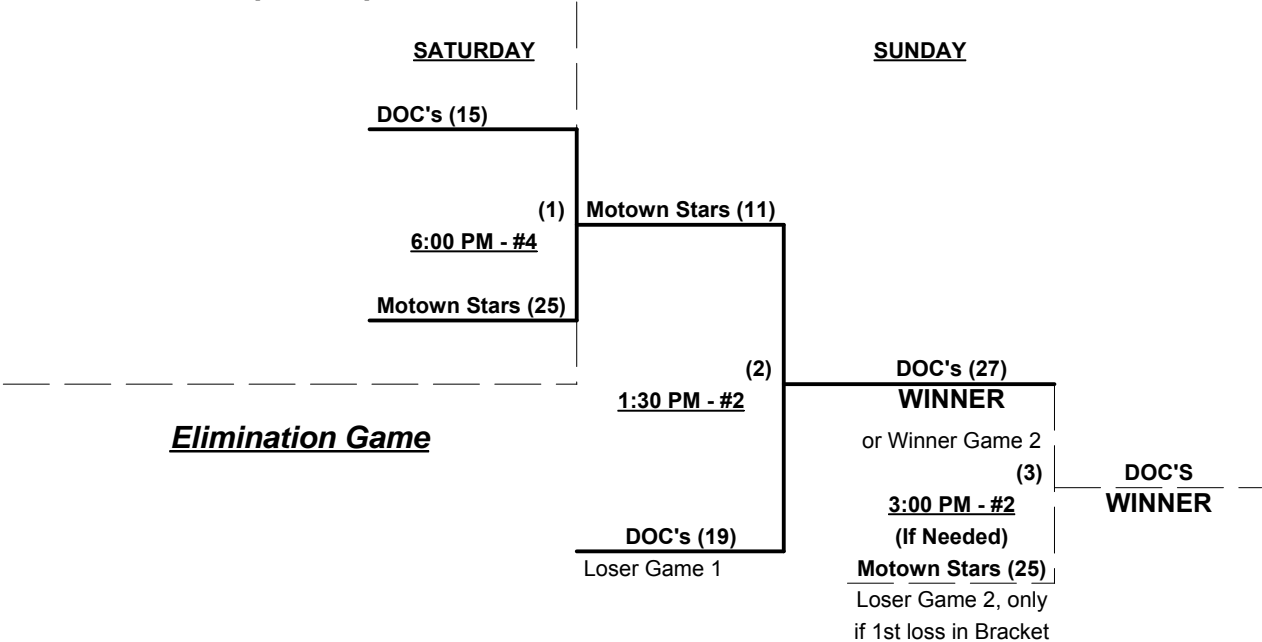 SATURDAY
SUNDAY
DOC's (15)
(1)
Motown Stars (11)
6:00 PM - #4
Motown Stars (25)
(2)
DOC's (27)
1:30 PM - #2
WINNER
Elimination Game
or Winner Game 2
(3)
DOC'S
3:00 PM - #2
WINNER
(If Needed)
DOC's (19)
Loser Game 1
Motown Stars (25)
Loser Game 2, only
if 1st loss in Bracket